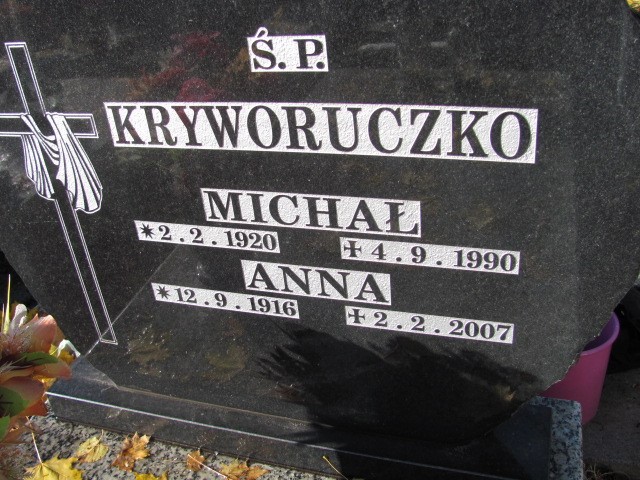 Ś.P.
KRYWORUCZKO
MICHAŁ
*2.2.1920 ✝4.9.1990
ANNA
*12.9.1916 ✝2.2.2007